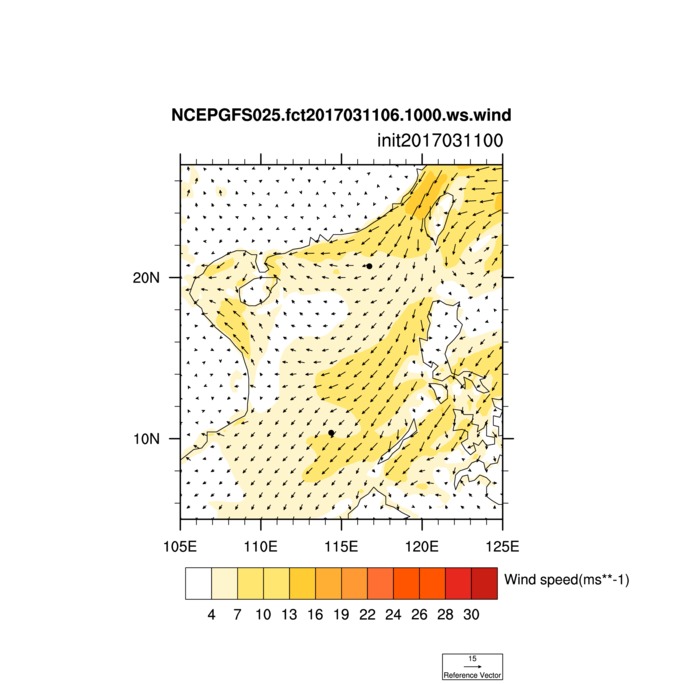 NCEPGFS025.fct2017031106.1000.ws.wind
init2017031100
20N
10N
105E 110E 115E 120E 125E
Wind speed(ms**-1)
4 7 10 13 16 19 22 24 26 28 30
15
Reference Vector